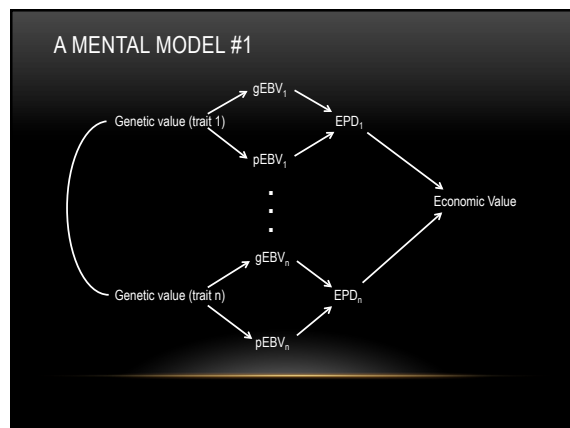 A MENTAL MODEL #1
gEBV₁
Genetic value (trait 1)
EPD₁
pEBV₁
Economic Value
gEBVₙ
Genetic value (trait n)
EPDₙ
pEBVₙ